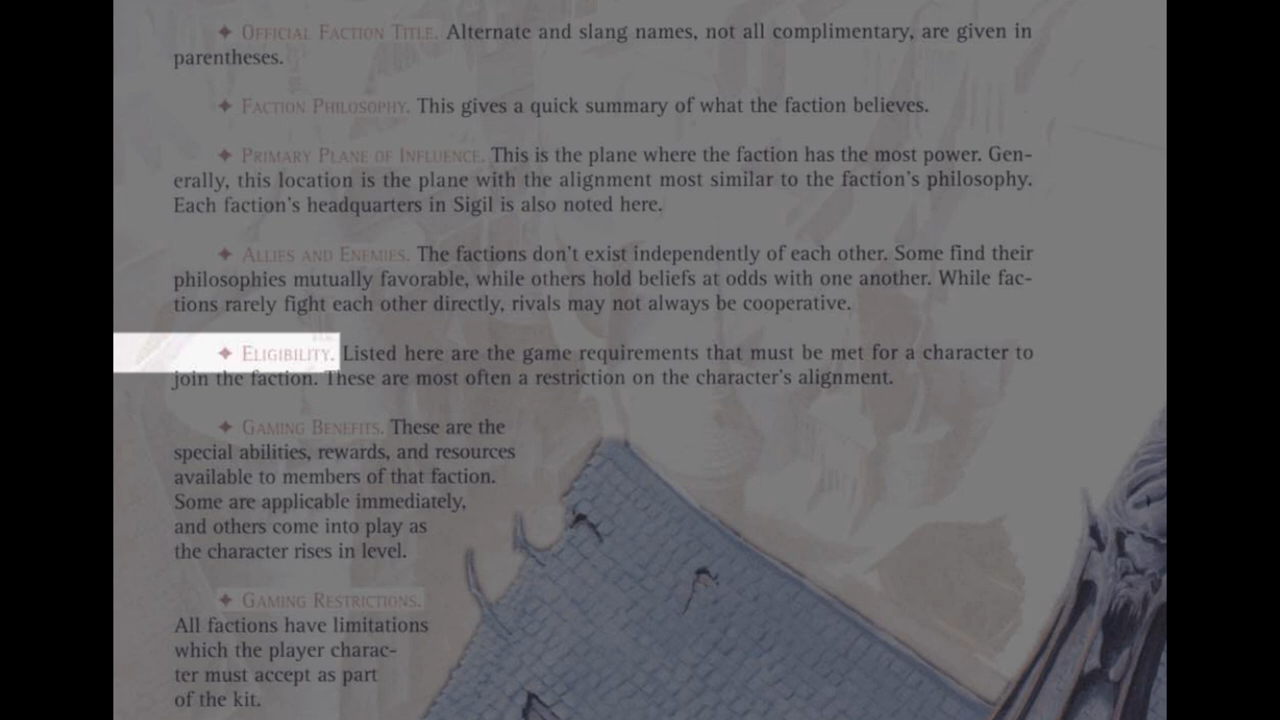 ✦ OFFICIAL FACTION TITLE. Alternate and slang names, not all complimentary, are given in
parentheses.
✦ FACTION PHILOSOPHY. This gives a quick summary of what the faction believes.
✦ PRIMARY PLANE OF INFLUENCE. This is the plane where the faction has the most power. Gen-
erally, this location is the plane with the alignment most similar to the faction's philosophy.
Each faction's headquarters in Sigil is also noted here.
✦ ALLIES AND ENEMIES. The factions don't exist independently of each other. Some find their
philosophies mutually favorable, while others hold beliefs at odds with one another. While fac-
tions rarely fight each other directly, rivals may not always be cooperative.
✦ ELIGIBILITY. Listed here are the game requirements that must be met for a character to
join the faction. These are most often a restriction on the character's alignment.
✦ GAMING BENEFITS. These are the
special abilities, rewards, and resources
available to members of that faction.
Some are applicable immediately,
and others come into play as
the character rises in level.
✦ GAMING RESTRICTIONS.
All factions have limitations
which the player charac-
ter must accept as part
of the kit.